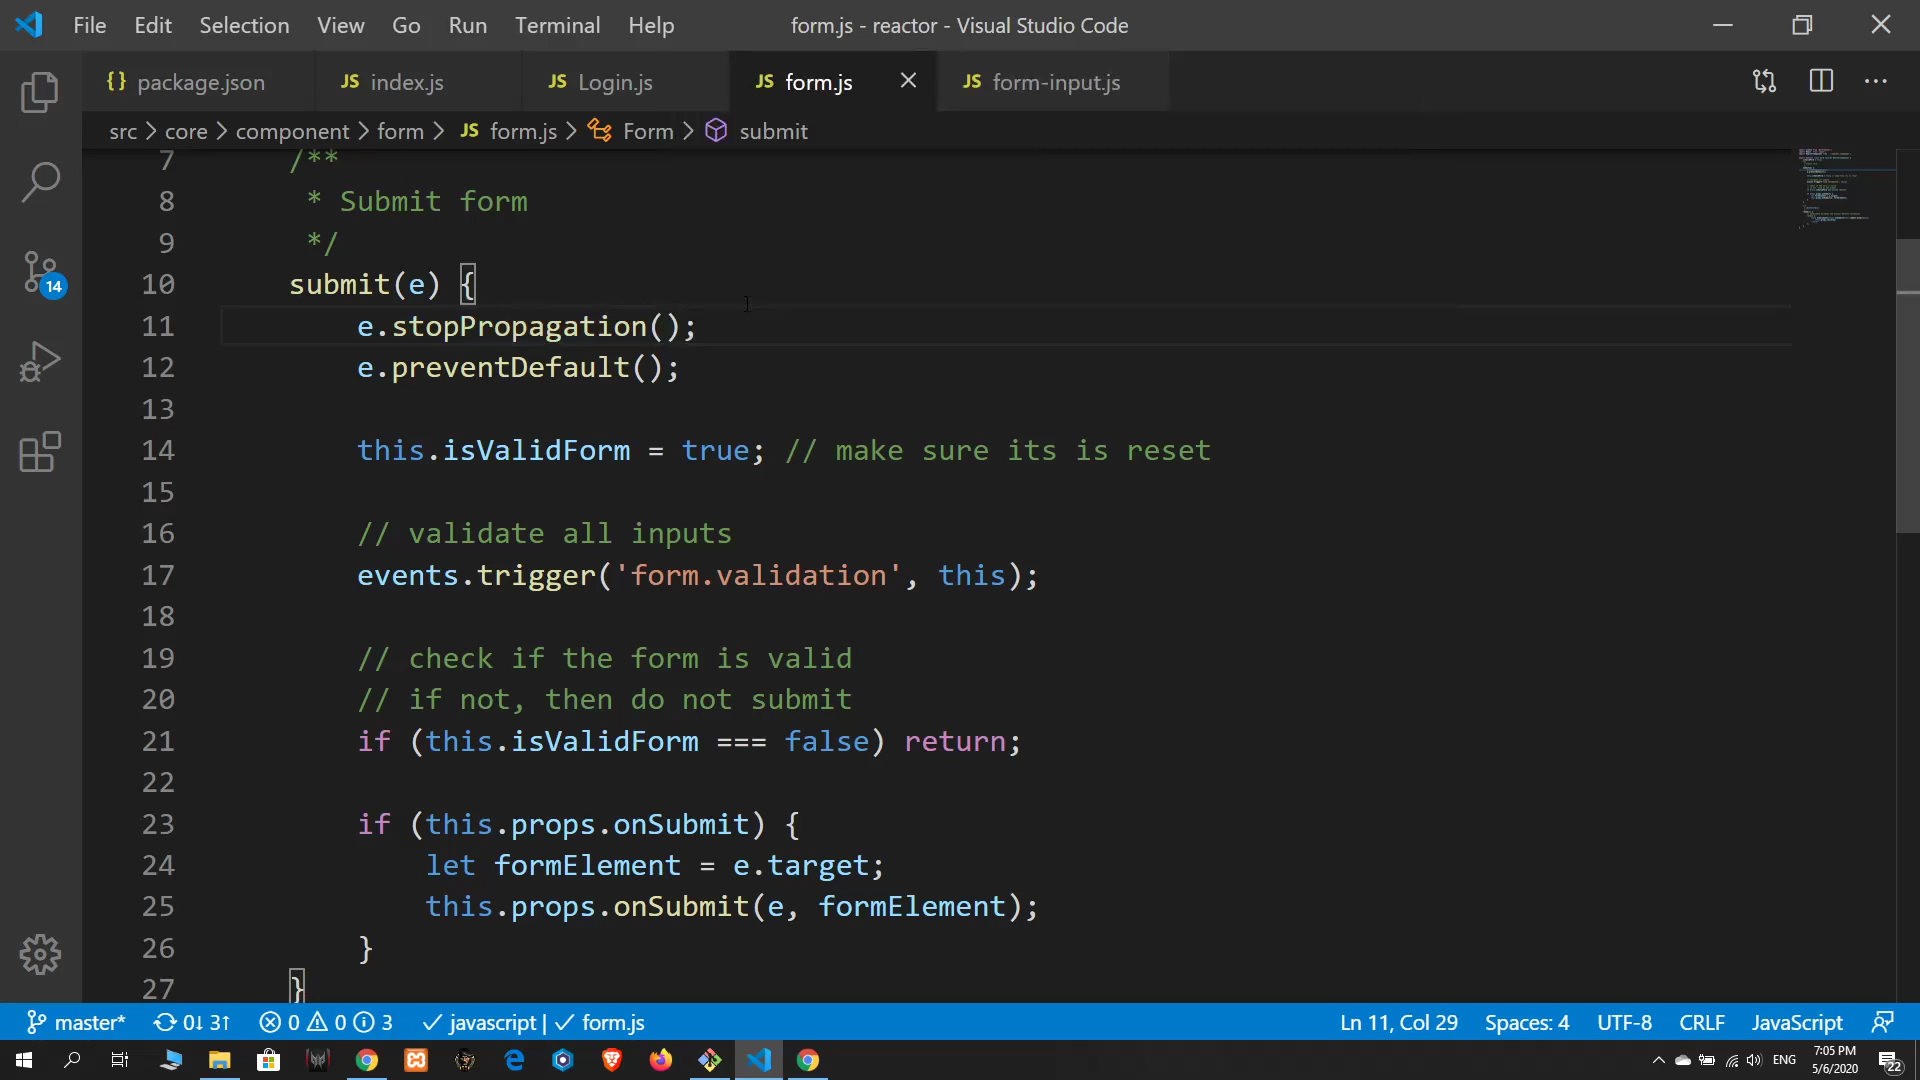 File Edit Selection View Go Run Terminal Help form.js - reactor - Visual Studio Code
{} package.json JS index.js JS Login.js JS form.js JS form-input.js
src > core > component > form > JS form.js > Form > submit
7 /**
8 * Submit form
9 */
10 submit(e) {
11 e.stopPropagation();
12 e.preventDefault();
13
14 this.isValidForm = true; // make sure its is reset
15
16 // validate all inputs
17 events.trigger('form.validation', this);
18
19 // check if the form is valid
20 // if not, then do not submit
21 if (this.isValidForm === false) return;
22
23 if (this.props.onSubmit) {
24 let formElement = e.target;
25 this.props.onSubmit(e, formElement);
26 }
27 }
14
master* 0↓ 3↑ 0 0 3 ✓ javascript | ✓ form.js Ln 11, Col 29 Spaces: 4 UTF-8 CRLF JavaScript
ENG 7:05 PM
5/6/2020 22